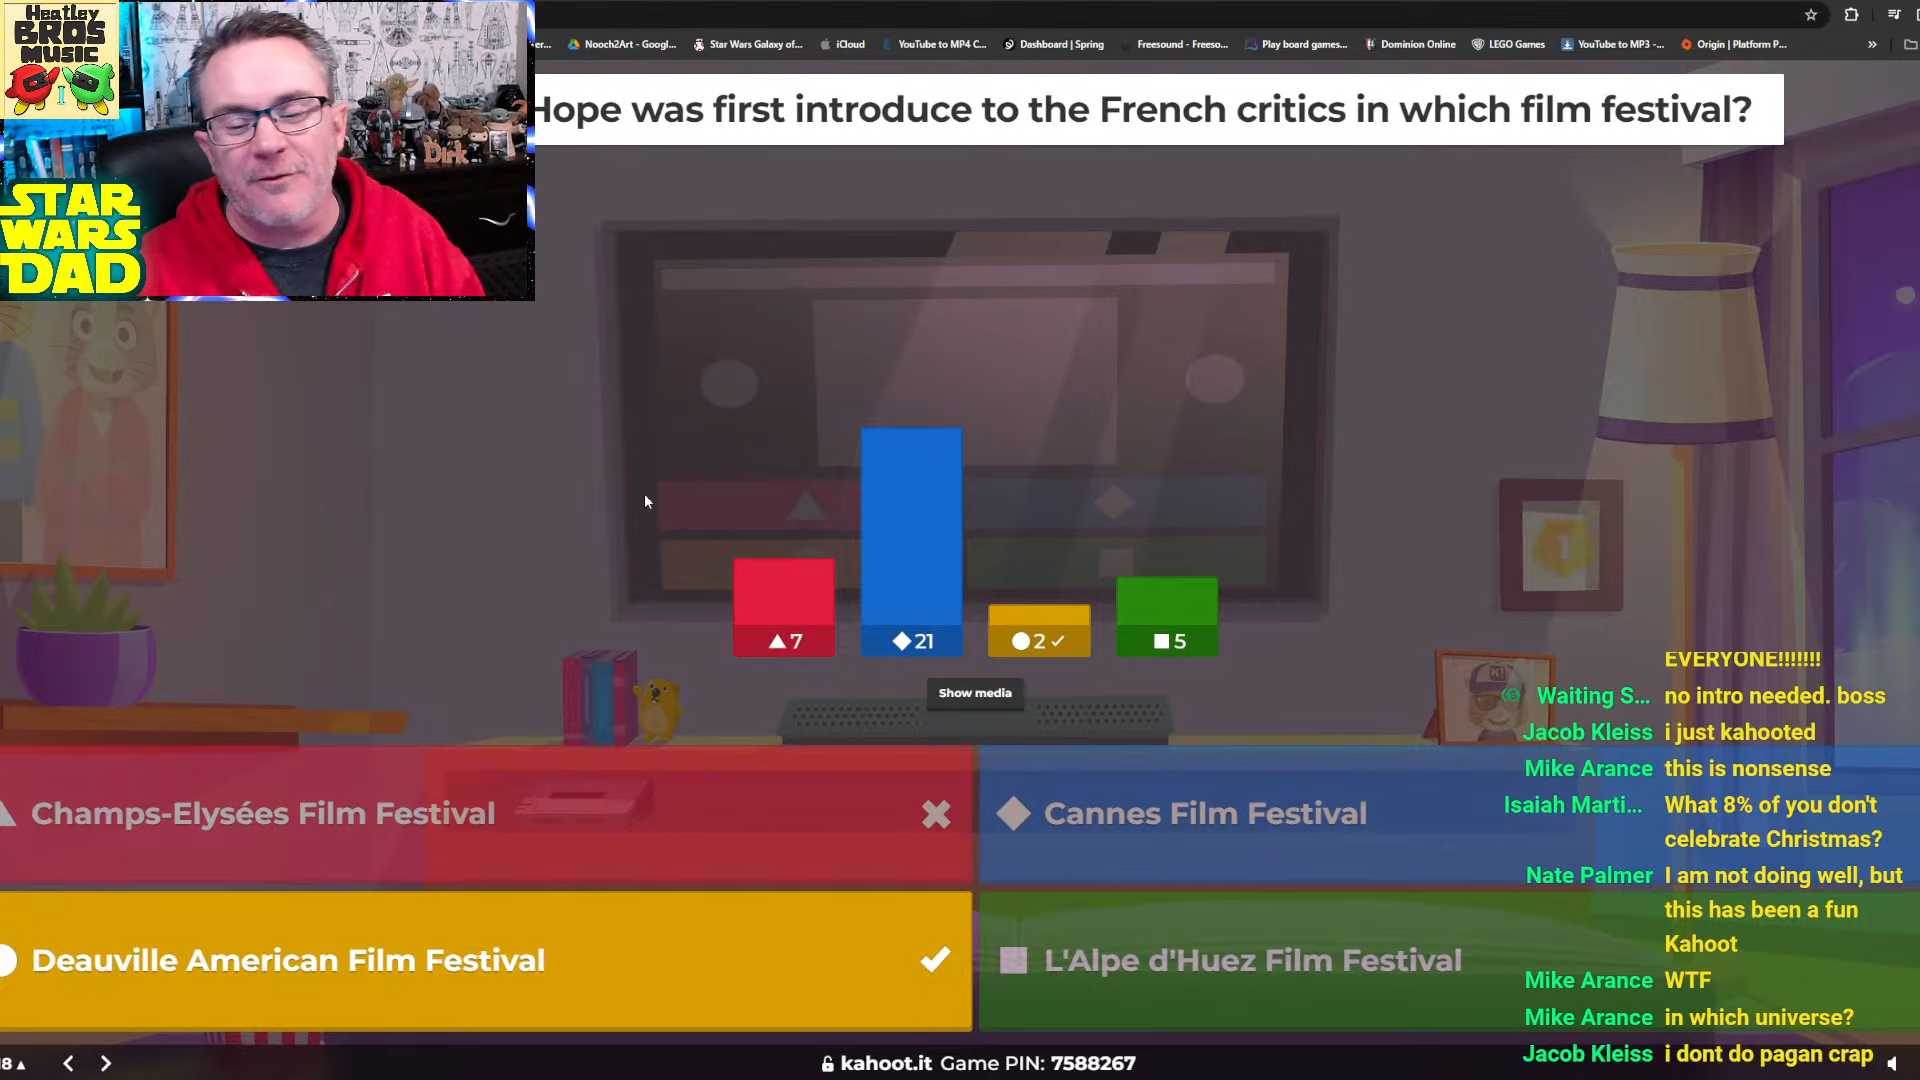 Heatley
BROS
MUSIC
Dirk
STAR
WARS
DAD
er...
Nooch2Art - Googl...
Star Wars Galaxy of...
iCloud
YouTube to MP4 C...
Dashboard | Spring
Freesound - Freeso...
Play board games...
Dominion Online
LEGO Games
YouTube to MP3 -...
Origin | Platform P...
»
Hope was first introduce to the French critics in which film festival?
7
21
2
5
Show media
Champs-Elysées Film Festival
Cannes Film Festival
Deauville American Film Festival
L'Alpe d'Huez Film Festival
EVERYONE!!!!!!!
Waiting S... no intro needed. boss
Jacob Kleiss i just kahooted
Mike Arance this is nonsense
Isaiah Marti... What 8% of you don't
celebrate Christmas?
Nate Palmer I am not doing well, but
this has been a fun
Kahoot
Mike Arance WTF
Mike Arance in which universe?
Jacob Kleiss i dont do pagan crap
kahoot.it Game PIN: 7588267